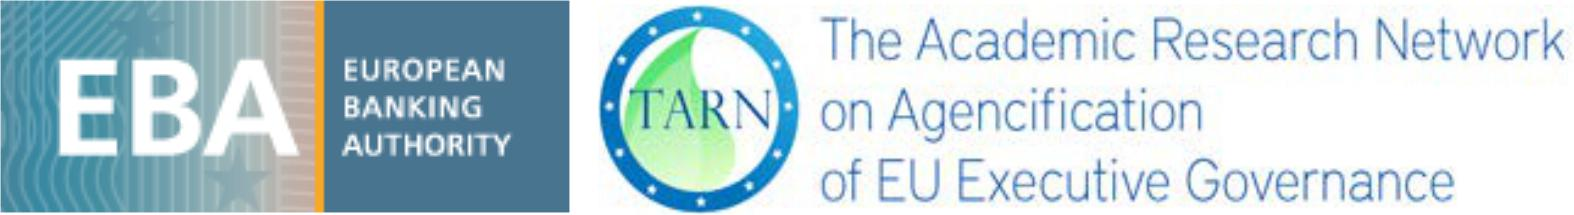 EBA
EUROPEAN
BANKING
AUTHORITY
TARN
The Academic Research Network
on Agencification
of EU Executive Governance